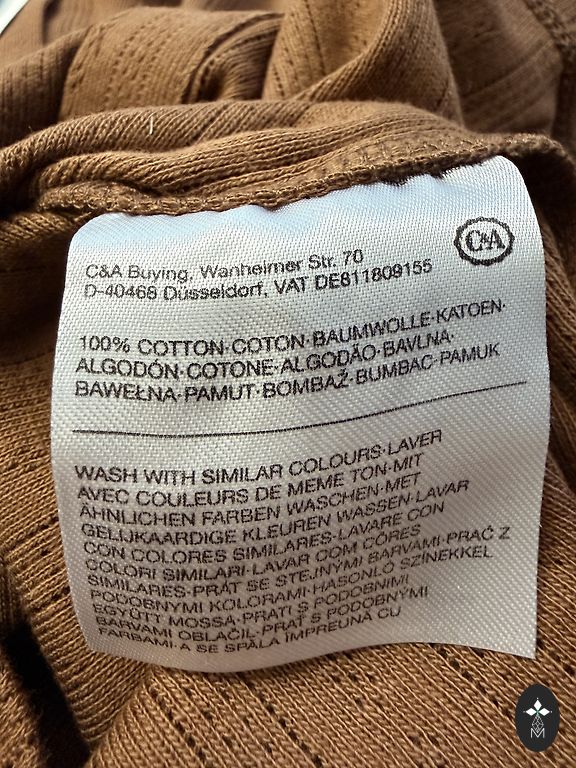 C&A
C&A Buying, Wanheimer Str. 70
D-40468 Düsseldorf, VAT DE811809155
100% COTTON·COTON·BAUMWOLLE·KATOEN·
ALGODÓN·COTONE·ALGODÃO·BAVLNA·
BAWEŁNA·PAMUT·BOMBAŽ·BUMBAC·PAMUK
WASH WITH SIMILAR COLOURS·LAVER
AVEC COULEURS DE MEME TON·MIT
ÄHNLICHEN FARBEN WASCHEN·MET
GELIJKAARDIGE KLEUREN WASSEN·LAVAR
CON COLORES SIMILARES·LAVARE CON
COLORI SIMILARI·LAVAR COM CÔRES
SIMILARES·PRÁT SE STEJNÝMI BARVAMI·PRAĆ Z
PODOBNYMI KOLORAMI·HASONLÓ SZÍNEKKEL
EGYÜTT MOSSA·PRATI S PODOBNIMI
BARVAMI OBLAČIL·PRAŤ S PODOBNÝMI
FARBAMI·A SE SPĂLA ÎMPREUNĂ CU
M